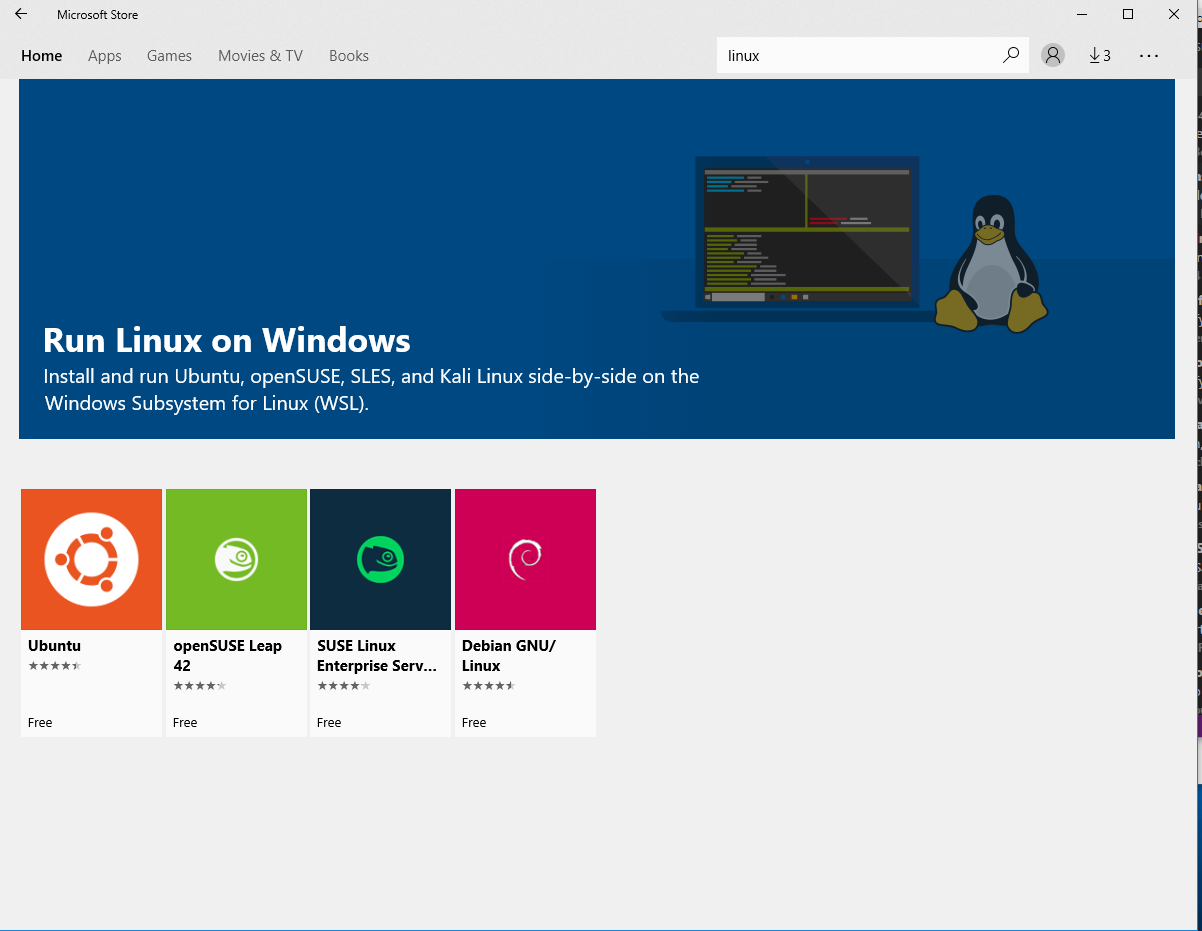 Microsoft Store
Home Apps Games Movies & TV Books
linux
3
Run Linux on Windows
Install and run Ubuntu, openSUSE, SLES, and Kali Linux side-by-side on the
Windows Subsystem for Linux (WSL).
Ubuntu
Free
openSUSE Leap
42
Free
SUSE Linux
Enterprise Serv...
Free
Debian GNU/
Linux
Free